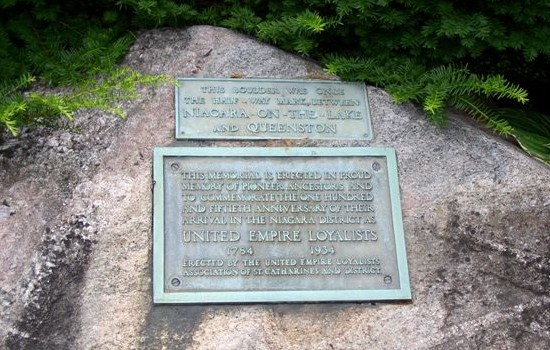 THIS BOULDER WAS ONCE
THE HALF-WAY MARK, BETWEEN
NIAGARA-ON-THE-LAKE
AND QUEENSTON
THIS MEMORIAL IS ERECTED IN PROUD
MEMORY OF PIONEER ANCESTORS AND
TO COMMEMORATE THE ONE HUNDRED
AND FIFTIETH ANNIVERSARY OF THEIR
ARRIVAL IN THE NIAGARA DISTRICT AS
UNITED EMPIRE LOYALISTS
1784 1934
ERECTED BY THE UNITED EMPIRE LOYALISTS
ASSOCIATION OF ST. CATHARINES AND DISTRICT.